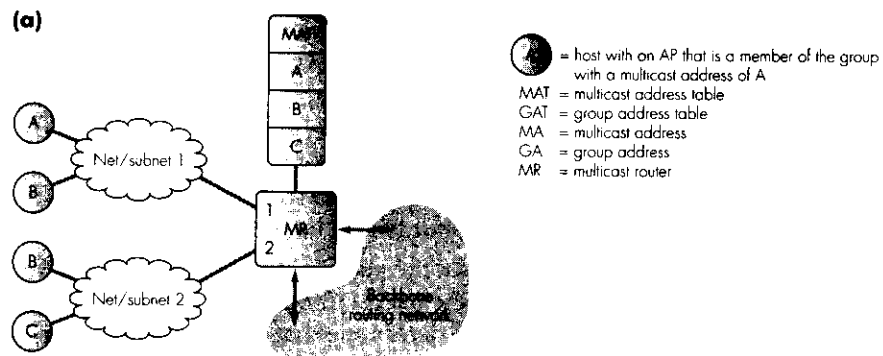 (a)
MAT
A
B
C
A
B
Net/subnet 1
1
MR 1
2
B
C
Net/subnet 2
Backbone
routing network
A = host with on AP that is a member of the group
with a multicast address of A
MAT = multicast address table
GAT = group address table
MA = multicast address
GA = group address
MR = multicast router